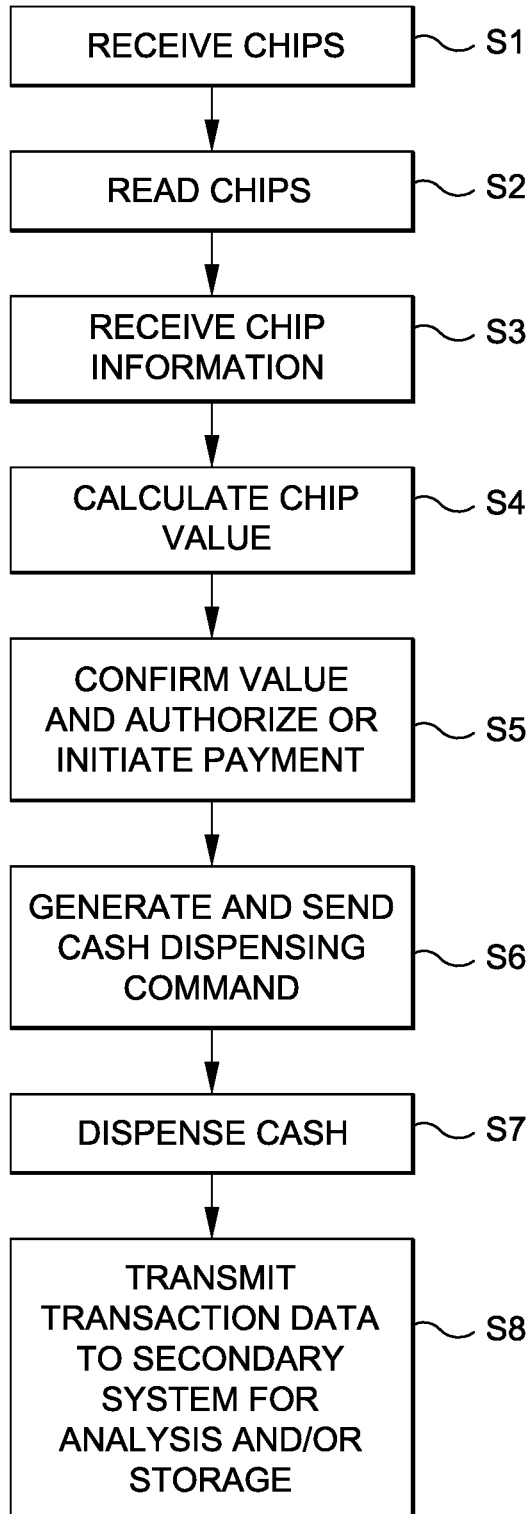 RECEIVE CHIPS
S1
READ CHIPS
S2
RECEIVE CHIP
INFORMATION
S3
CALCULATE CHIP
VALUE
S4
CONFIRM VALUE
AND AUTHORIZE OR
INITIATE PAYMENT
S5
GENERATE AND SEND
CASH DISPENSING
COMMAND
S6
DISPENSE CASH
S7
TRANSMIT
TRANSACTION DATA
TO SECONDARY
SYSTEM FOR
ANALYSIS AND/OR
STORAGE
S8